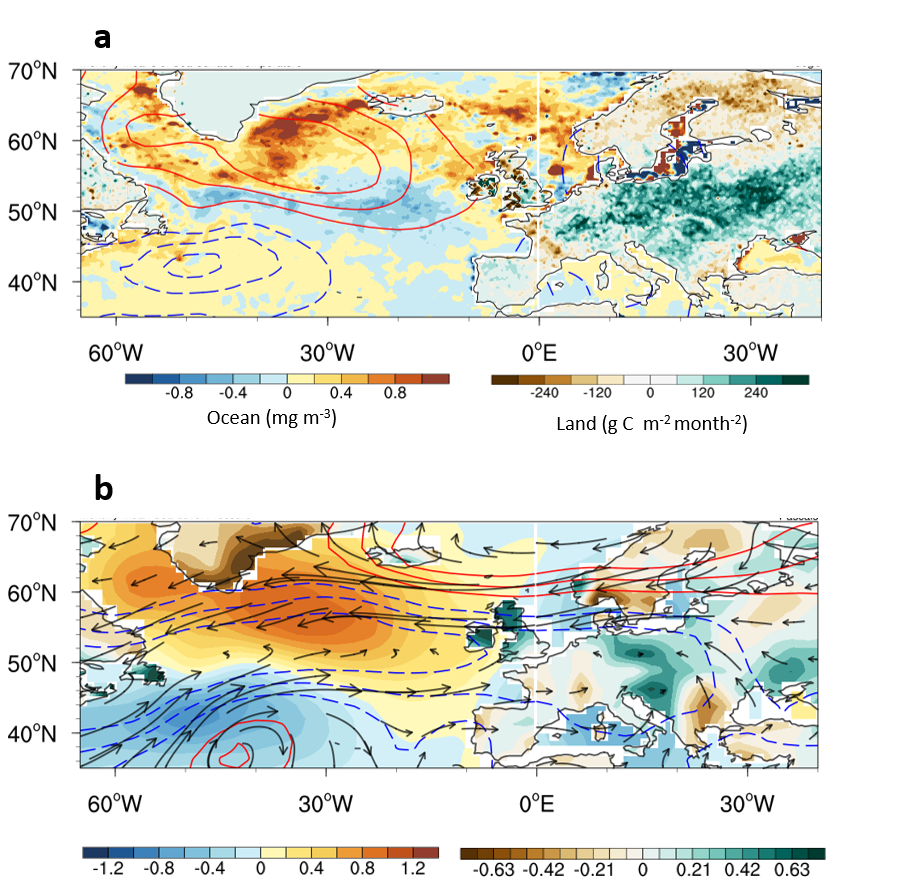 a
70°N
60°N
50°N
40°N
60°W 30°W 0°E 30°W
-0.8 -0.4 0 0.4 0.8
-240 -120 0 120 240
Ocean (mg m-3)
Land (g C m-2 month-2)
b
70°N
60°N
50°N
40°N
60°W 30°W 0°E 30°W
-1.2 -0.8 -0.4 0 0.4 0.8 1.2
-0.63 -0.42 -0.21 0 0.21 0.42 0.63